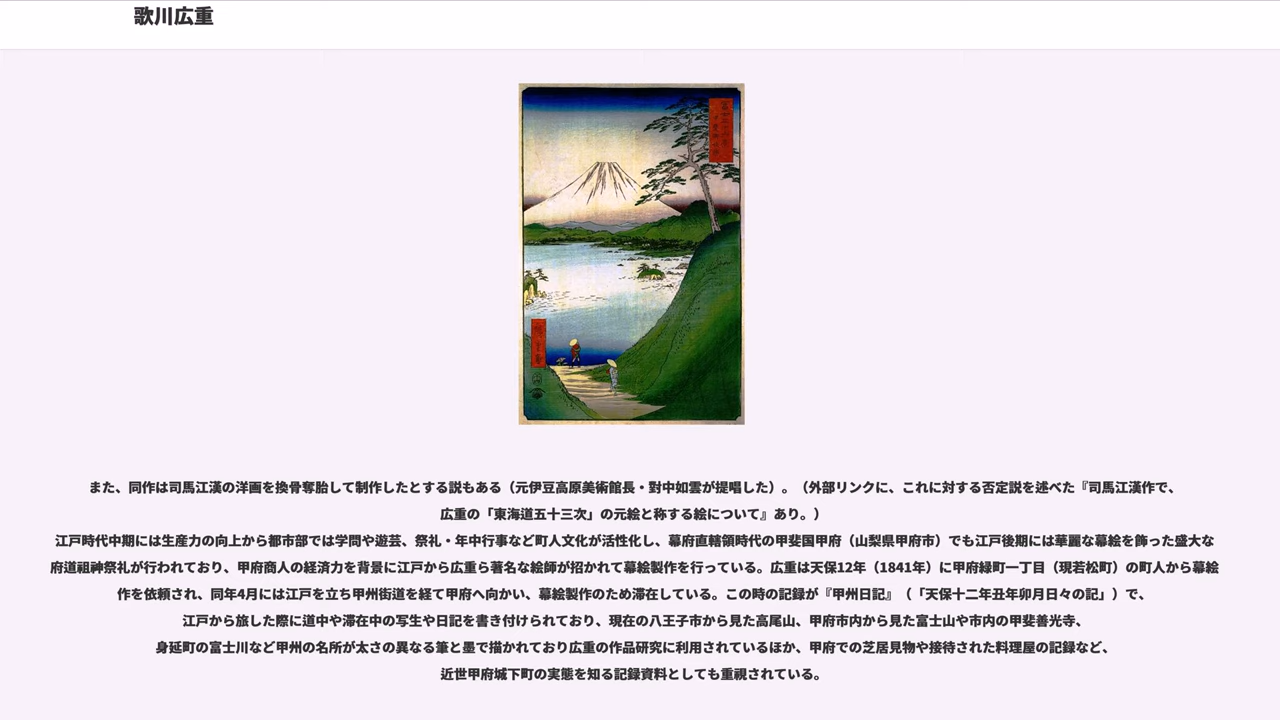 歌川広重
また、同作は司馬江漢の洋画を換骨奪胎して制作したとする説もある（元伊豆高原美術館長・對中如雲が提唱した）。（外部リンクに、これに対する否定説を述べた『司馬江漢作で、
広重の「東海道五十三次」の元絵と称する絵について』あり。）
江戸時代中期には生産力の向上から都市部では学問や遊芸、祭礼・年中行事など町人文化が活性化し、幕府直轄領時代の甲斐国甲府（山梨県甲府市）でも江戸後期には華麗な幕絵を飾った盛大な
府道祖神祭礼が行われており、甲府商人の経済力を背景に江戸から広重ら著名な絵師が招かれて幕絵製作を行っている。広重は天保12年（1841年）に甲府緑町一丁目（現若松町）の町人から幕絵
作を依頼され、同年4月には江戸を立ち甲州街道を経て甲府へ向かい、幕絵製作のため滞在している。この時の記録が『甲州日記』（「天保十二年丑年卯月日々の記」）で、
江戸から旅した際に道中や滞在中の写生や日記を書き付けられており、現在の八王子市から見た高尾山、甲府市内から見た富士山や市内の甲斐善光寺、
身延町の富士川など甲州の名所が太さの異なる筆と墨で描かれており広重の作品研究に利用されているほか、甲府での芝居見物や接待された料理屋の記録など、
近世甲府城下町の実態を知る記録資料としても重視されている。